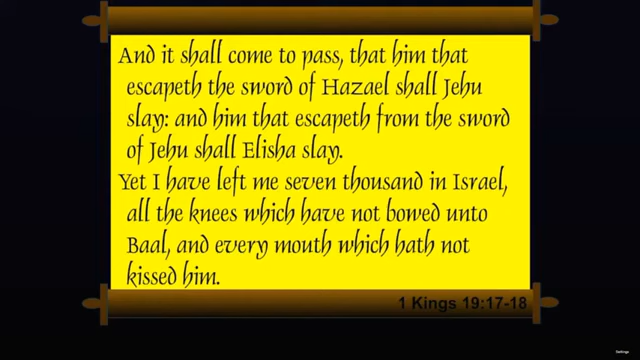 And it shall come to pass, that him that
escapeth the sword of Hazael shall Jehu
slay: and him that escapeth from the sword
of Jehu shall Elisha slay.
Yet I have left me seven thousand in Israel,
all the knees which have not bowed unto
Baal, and every mouth which hath not
kissed him.
1 Kings 19:17-18
Settings